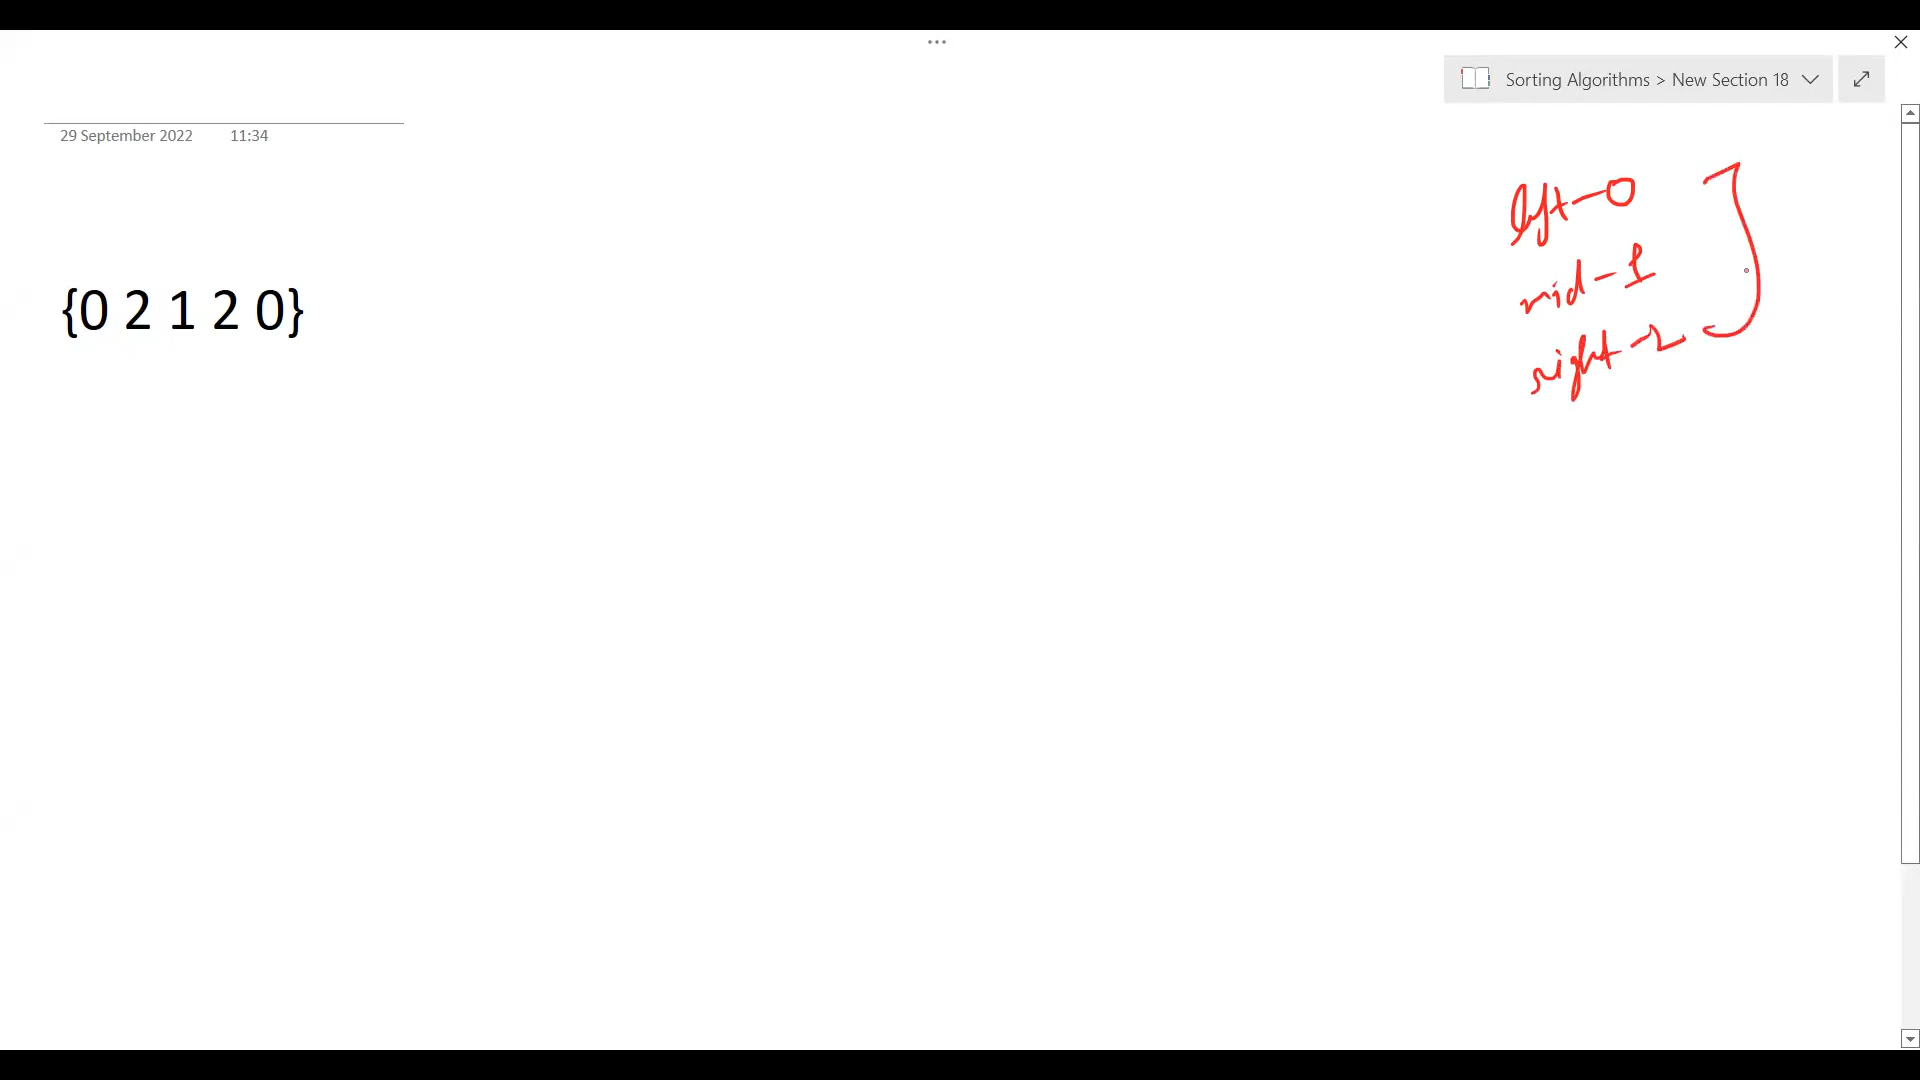 Sorting Algorithms > New Section 18
29 September 2022 11:34
left-0
mid-1
right-2
{0 2 1 2 0}